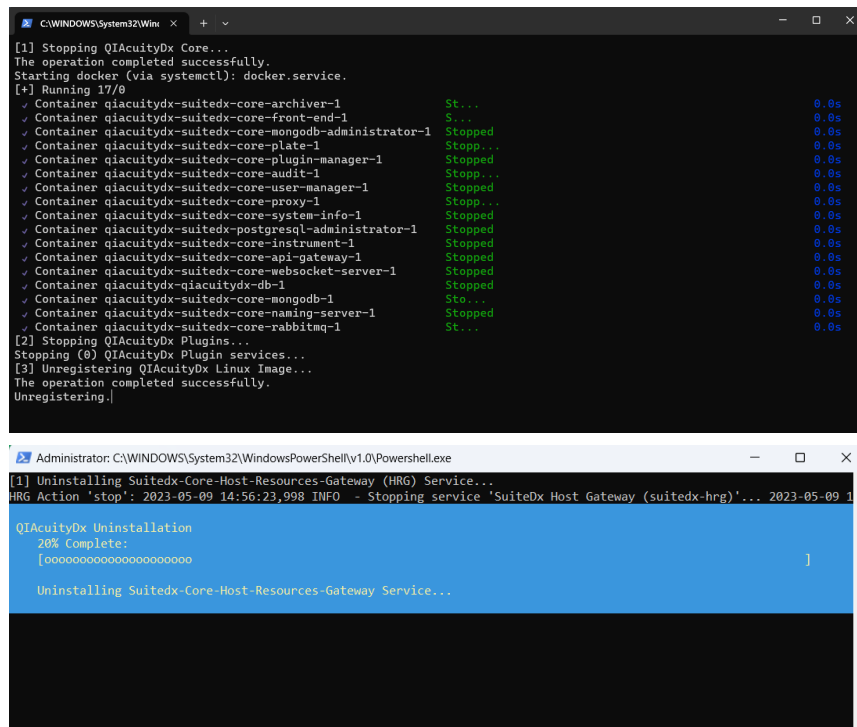 C:\WINDOWS\System32\Winc
[1] Stopping QIAcuityDx Core...
The operation completed successfully.
Starting docker (via systemctl): docker.service.
[+] Running 17/0
✓ Container qiacuitydx-suitedx-core-archiver-1 St... 0.0s
✓ Container qiacuitydx-suitedx-core-front-end-1 S... 0.0s
✓ Container qiacuitydx-suitedx-core-mongodb-administrator-1 Stopped 0.0s
✓ Container qiacuitydx-suitedx-core-plate-1 Stopp... 0.0s
✓ Container qiacuitydx-suitedx-core-plugin-manager-1 Stopped 0.0s
✓ Container qiacuitydx-suitedx-core-audit-1 Stopp... 0.0s
✓ Container qiacuitydx-suitedx-core-user-manager-1 Stopped 0.0s
✓ Container qiacuitydx-suitedx-core-proxy-1 Stopp... 0.0s
✓ Container qiacuitydx-suitedx-core-system-info-1 Stopped 0.0s
✓ Container qiacuitydx-suitedx-postgresql-administrator-1 Stopped 0.0s
✓ Container qiacuitydx-suitedx-core-instrument-1 Stopped 0.0s
✓ Container qiacuitydx-suitedx-core-api-gateway-1 Stopped 0.0s
✓ Container qiacuitydx-suitedx-core-websocket-server-1 Stopped 0.0s
✓ Container qiacuitydx-qiacuitydx-db-1 Stopped 0.0s
✓ Container qiacuitydx-suitedx-core-mongodb-1 Sto... 0.0s
✓ Container qiacuitydx-suitedx-core-naming-server-1 Stopped 0.0s
✓ Container qiacuitydx-suitedx-core-rabbitmq-1 St... 0.0s
[2] Stopping QIAcuityDx Plugins...
Stopping (0) QIAcuityDx Plugin services...
[3] Unregistering QIAcuityDx Linux Image...
The operation completed successfully.
Unregistering.
Administrator: C:\WINDOWS\System32\WindowsPowerShell\v1.0\Powershell.exe
[1] Uninstalling Suitedx-Core-Host-Resources-Gateway (HRG) Service...
HRG Action 'stop': 2023-05-09 14:56:23,998 INFO  - Stopping service 'SuiteDx Host Gateway (suitedx-hrg)'... 2023-05-09 1
QIAcuityDx Uninstallation
20% Complete:
[ooooooooooooooooooooo ]
Uninstalling Suitedx-Core-Host-Resources-Gateway Service...